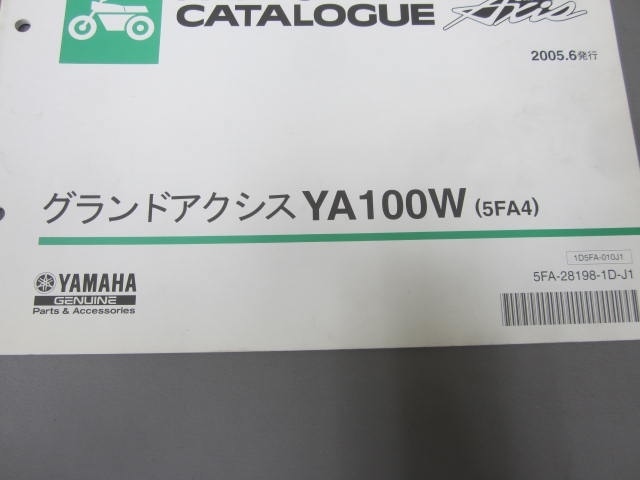 CATALOGUE
Axis
2005.6発行
グランドアクシス YA100W (5FA4)
1D5FA-010J1
5FA-28198-1D-J1
YAMAHA
GENUINE
Parts & Accessories